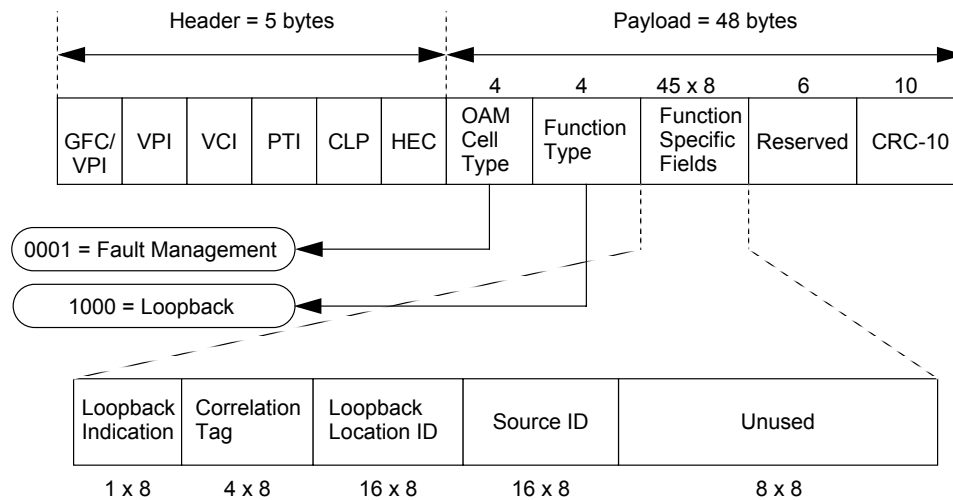 Header = 5 bytes
Payload = 48 bytes
4
4
45 x 8
6
10
GFC/
VPI
VPI
VCI
PTI
CLP
HEC
OAM
Cell
Type
Function
Type
Function
Specific
Fields
Reserved
CRC-10
0001 = Fault Management
1000 = Loopback
Loopback
Indication
Correlation
Tag
Loopback
Location ID
Source ID
Unused
1 x 8
4 x 8
16 x 8
16 x 8
8 x 8